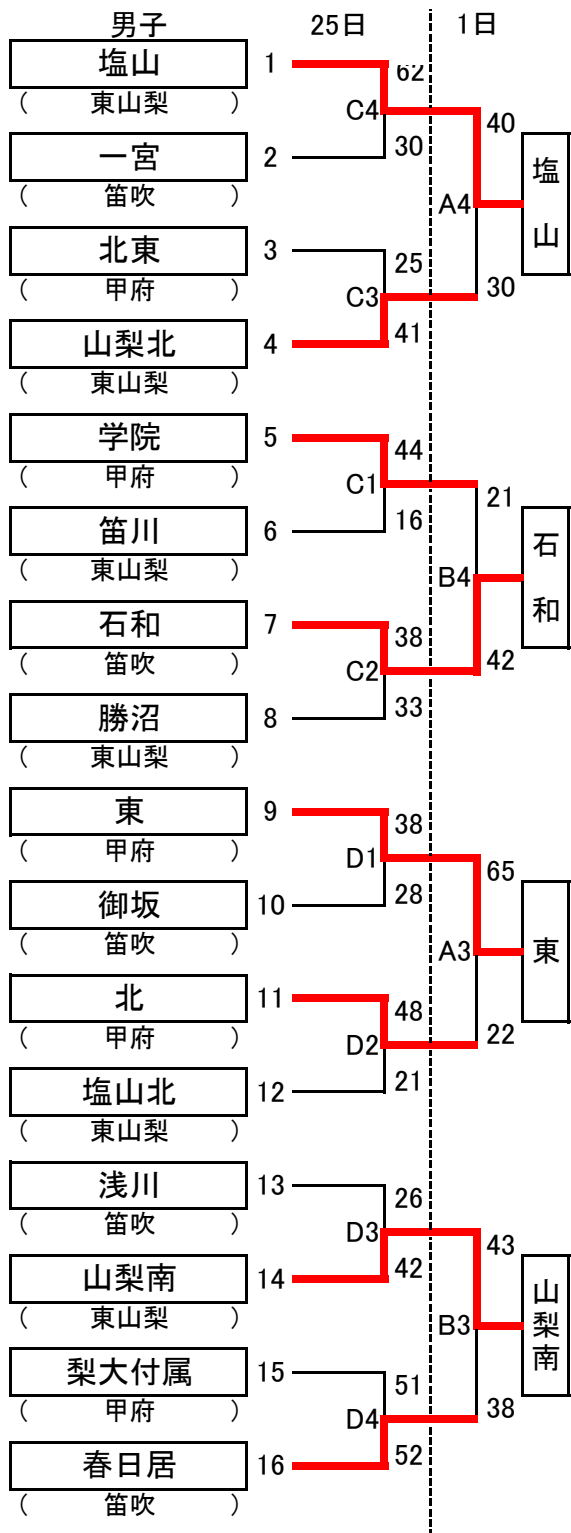 男子 25日 1日
塩山 1 62
( 東山梨 ) C4 40
一宮 2 30
( 笛吹 ) A4 塩山
北東 3 25
( 甲府 ) C3 30
山梨北 4 41
( 東山梨 )
学院 5 44
( 甲府 ) C1 21
笛川 6 16
( 東山梨 ) B4 石和
石和 7 38
( 笛吹 ) C2 42
勝沼 8 33
( 東山梨 )
東 9 38
( 甲府 ) D1 65
御坂 10 28
( 笛吹 ) A3 東
北 11 48
( 甲府 ) D2 22
塩山北 12 21
( 東山梨 )
浅川 13 26
( 笛吹 ) D3 43
山梨南 14 42
( 東山梨 ) B3 山梨南
梨大付属 15 51
( 甲府 ) D4 38
春日居 16 52
( 笛吹 )